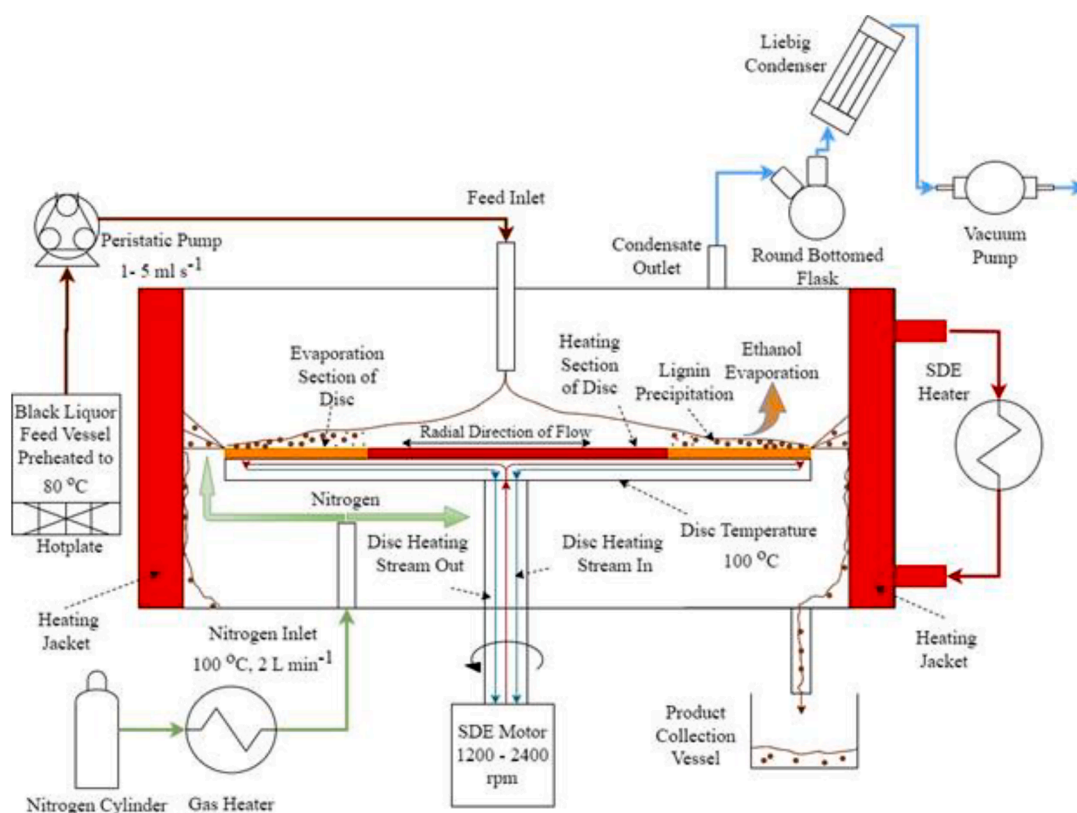 Liebig
Condenser
Feed Inlet
Peristatic Pump
1- 5 ml s-1
Condensate
Outlet
Round Bottomed
Flask
Vacuum
Pump
Evaporation
Section of
Disc
Heating
Section
of Disc
Ethanol
Evaporation
Lignin
Precipitation
SDE
Heater
Black Liquor
Feed Vessel
Preheated to
80 °C
Hotplate
Radial Direction of Flow
Nitrogen
Disc Heating
Stream Out
Disc Heating
Stream In
Disc Temperature
100 °C
Heating
Jacket
Nitrogen Inlet
100 °C, 2 L min-1
Heating
Jacket
SDE Motor
1200 - 2400
rpm
Product
Collection
Vessel
Nitrogen Cylinder
Gas Heater